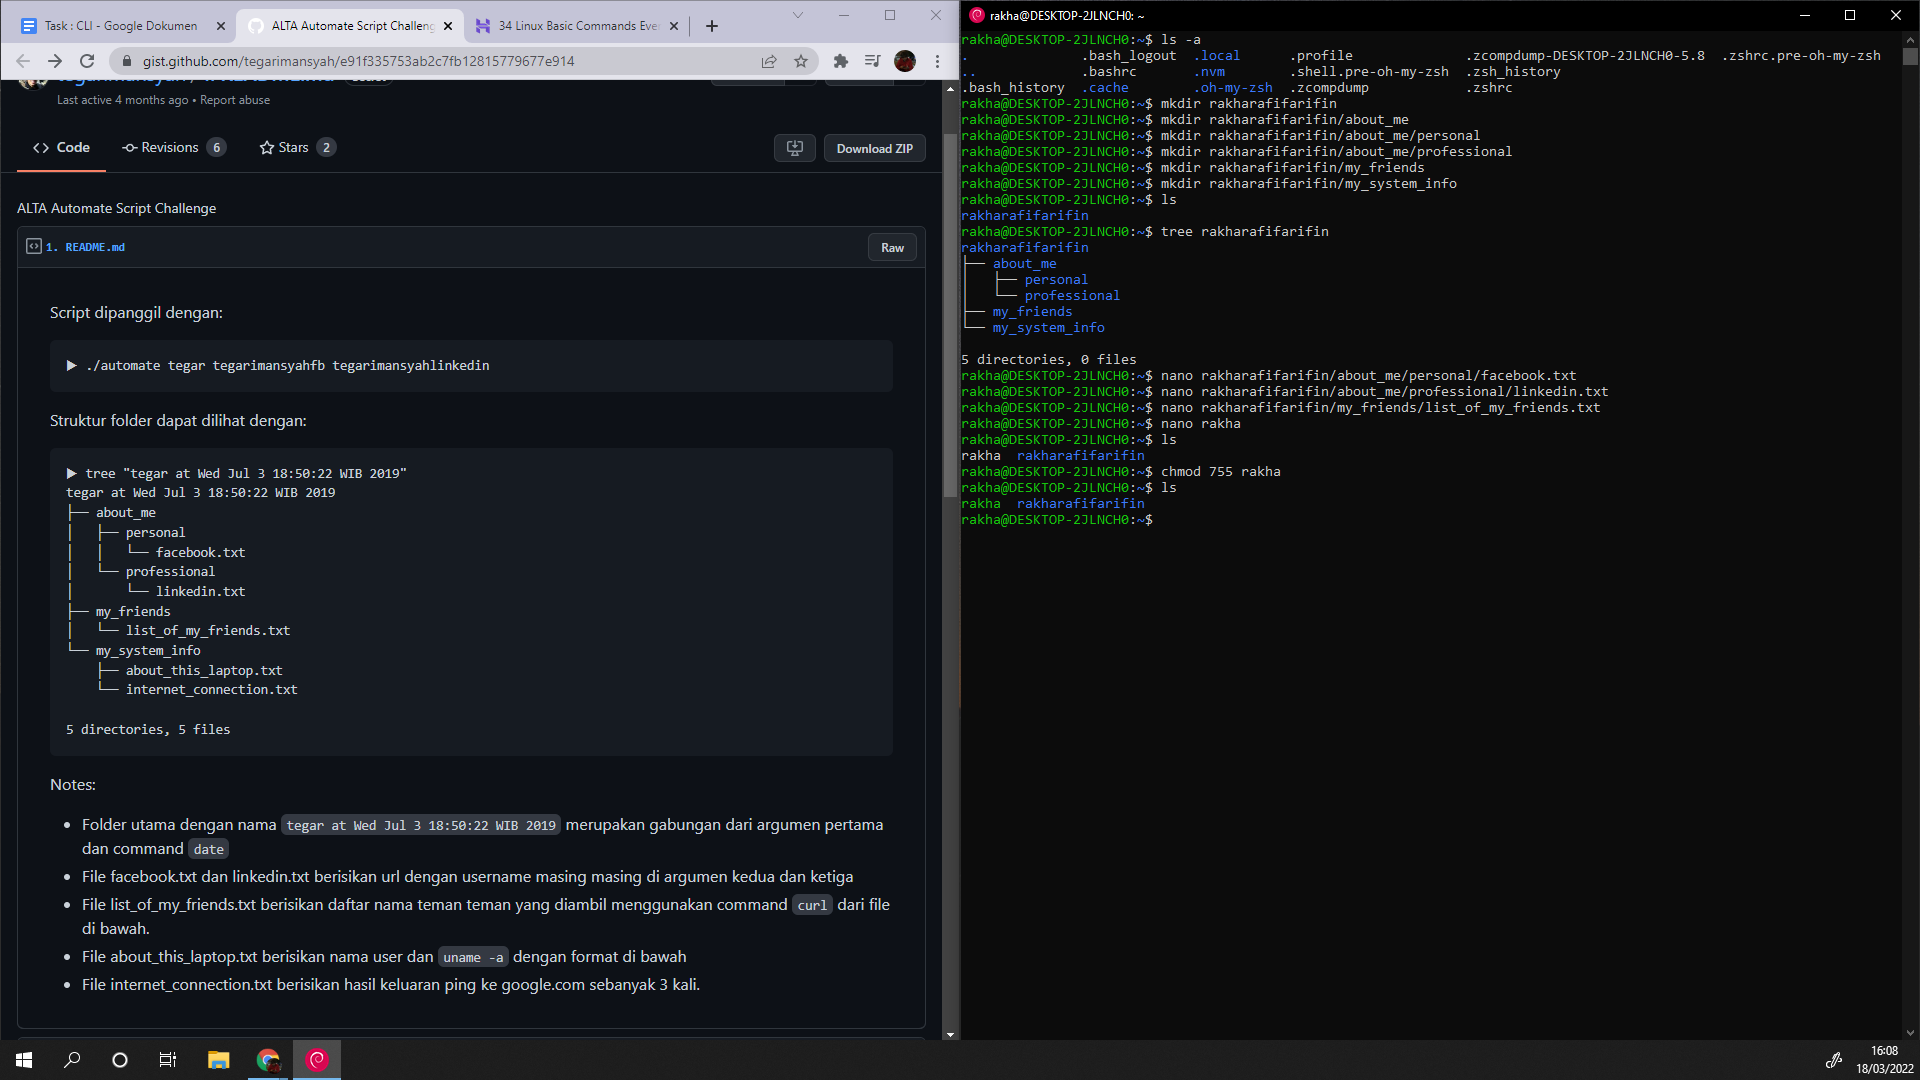 Task : CLI - Google Dokumen
ALTA Automate Script Challeng
34 Linux Basic Commands Eve
gist.github.com/tegarimansyah/e91f335753ab2c7fb12815779677e914
Last active 4 months ago • Report abuse
Code
Revisions 6
Stars 2
Download ZIP
ALTA Automate Script Challenge
1. README.md
Raw
Script dipanggil dengan:
▶ ./automate tegar tegarimansyahfb tegarimansyahlinkedin
Struktur folder dapat dilihat dengan:
▶ tree "tegar at Wed Jul 3 18:50:22 WIB 2019"
tegar at Wed Jul 3 18:50:22 WIB 2019
├── about_me
│   ├── personal
│   │   └── facebook.txt
│   └── professional
│       └── linkedin.txt
├── my_friends
│   └── list_of_my_friends.txt
└── my_system_info
    ├── about_this_laptop.txt
    └── internet_connection.txt
5 directories, 5 files
Notes:
• Folder utama dengan nama tegar at Wed Jul 3 18:50:22 WIB 2019 merupakan gabungan dari argumen pertama
dan command date
• File facebook.txt dan linkedin.txt berisikan url dengan username masing masing di argumen kedua dan ketiga
• File list_of_my_friends.txt berisikan daftar nama teman teman yang diambil menggunakan command curl dari file
di bawah.
• File about_this_laptop.txt berisikan nama user dan uname -a dengan format di bawah
• File internet_connection.txt berisikan hasil keluaran ping ke google.com sebanyak 3 kali.
rakha@DESKTOP-2JLNCH0: ~
rakha@DESKTOP-2JLNCH0:~$ ls -a
. .bash_logout .local .profile .zcompdump-DESKTOP-2JLNCH0-5.8 .zshrc.pre-oh-my-zsh
.. .bashrc .nvm .shell.pre-oh-my-zsh .zsh_history
.bash_history .cache .oh-my-zsh .zcompdump .zshrc
rakha@DESKTOP-2JLNCH0:~$ mkdir rakharafifarifin
rakha@DESKTOP-2JLNCH0:~$ mkdir rakharafifarifin/about_me
rakha@DESKTOP-2JLNCH0:~$ mkdir rakharafifarifin/about_me/personal
rakha@DESKTOP-2JLNCH0:~$ mkdir rakharafifarifin/about_me/professional
rakha@DESKTOP-2JLNCH0:~$ mkdir rakharafifarifin/my_friends
rakha@DESKTOP-2JLNCH0:~$ mkdir rakharafifarifin/my_system_info
rakha@DESKTOP-2JLNCH0:~$ ls
rakharafifarifin
rakha@DESKTOP-2JLNCH0:~$ tree rakharafifarifin
rakharafifarifin
├── about_me
│   ├── personal
│   └── professional
├── my_friends
└── my_system_info
5 directories, 0 files
rakha@DESKTOP-2JLNCH0:~$ nano rakharafifarifin/about_me/personal/facebook.txt
rakha@DESKTOP-2JLNCH0:~$ nano rakharafifarifin/about_me/professional/linkedin.txt
rakha@DESKTOP-2JLNCH0:~$ nano rakharafifarifin/my_friends/list_of_my_friends.txt
rakha@DESKTOP-2JLNCH0:~$ nano rakha
rakha@DESKTOP-2JLNCH0:~$ ls
rakha rakharafifarifin
rakha@DESKTOP-2JLNCH0:~$ chmod 755 rakha
rakha@DESKTOP-2JLNCH0:~$ ls
rakha rakharafifarifin
rakha@DESKTOP-2JLNCH0:~$
16:08
18/03/2022